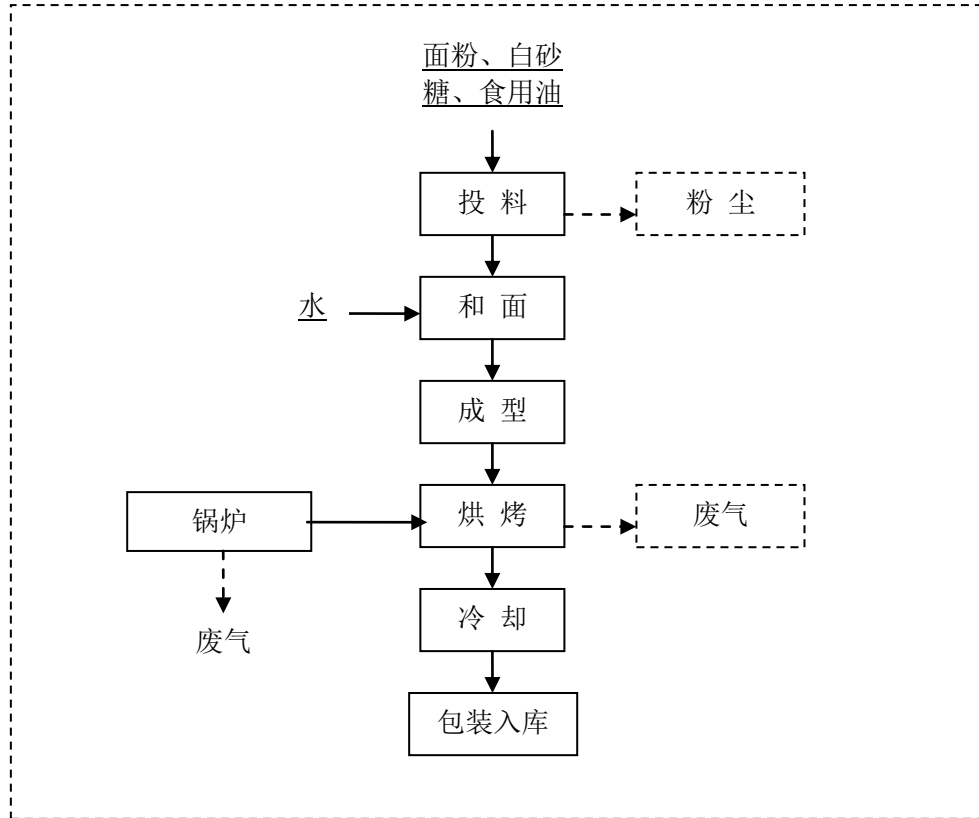 面粉、白砂
糖、食用油
投 料
粉 尘
水
和 面
成 型
锅炉
烘 烤
废气
冷 却
废气
包装入库